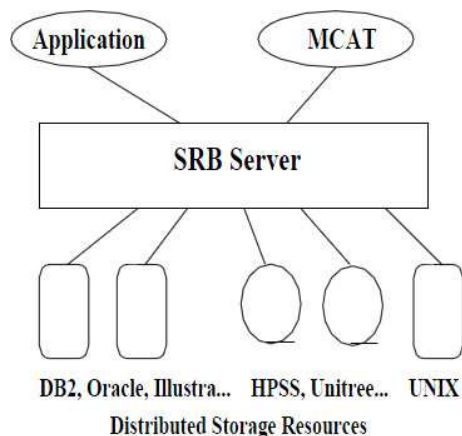 Application MCAT
SRB Server
DB2, Oracle, Illustra... HPSS, Unitree... UNIX
Distributed Storage Resources